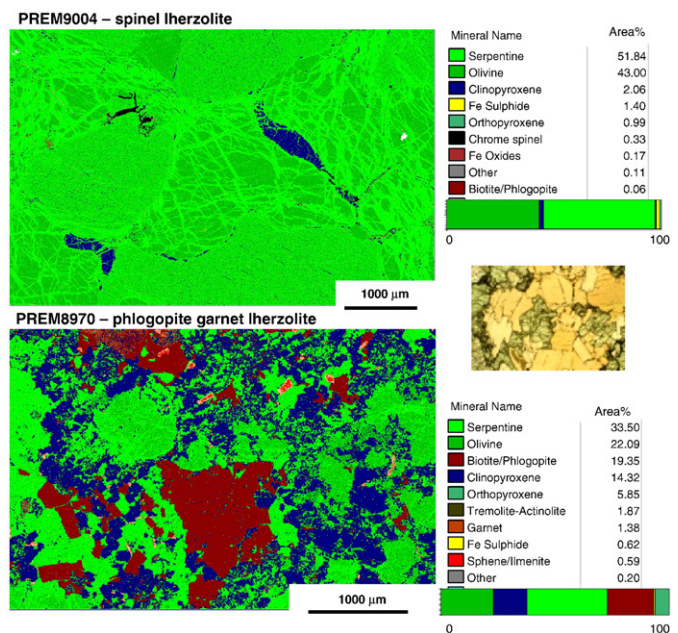 PREM9004 – spinel lherzolite
Mineral Name Area%
Serpentine 51.84
Olivine 43.00
Clinopyroxene 2.06
Fe Sulphide 1.40
Orthopyroxene 0.99
Chrome spinel 0.33
Fe Oxides 0.17
Other 0.11
Biotite/Phlogopite 0.06
0 100
1000 µm
PREM8970 – phlogopite garnet lherzolite
Mineral Name Area%
Serpentine 33.50
Olivine 22.09
Biotite/Phlogopite 19.35
Clinopyroxene 14.32
Orthopyroxene 5.85
Tremolite-Actinolite 1.87
Garnet 1.38
Fe Sulphide 0.62
Sphene/Ilmenite 0.59
Other 0.20
0 100
1000 µm